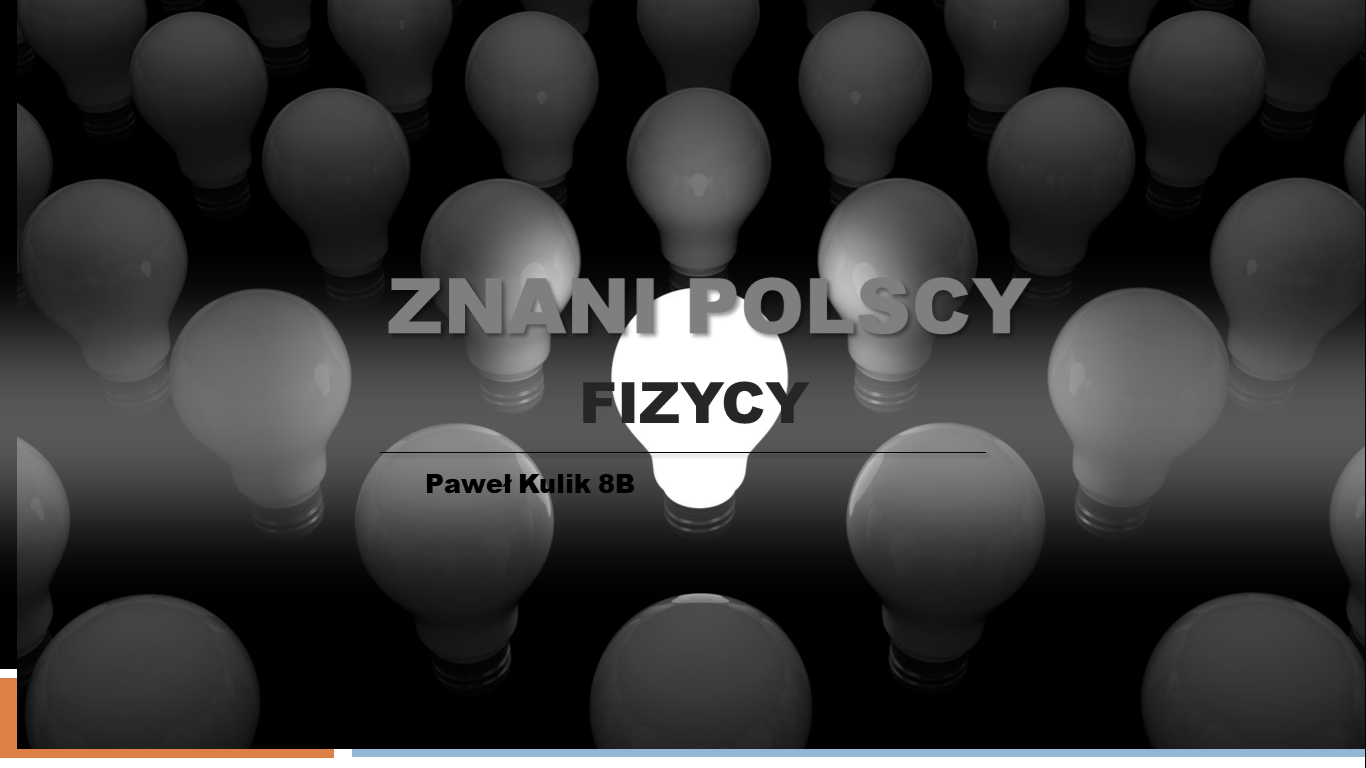 ZNANI POLSCY
FIZYCY
Paweł Kulik 8B